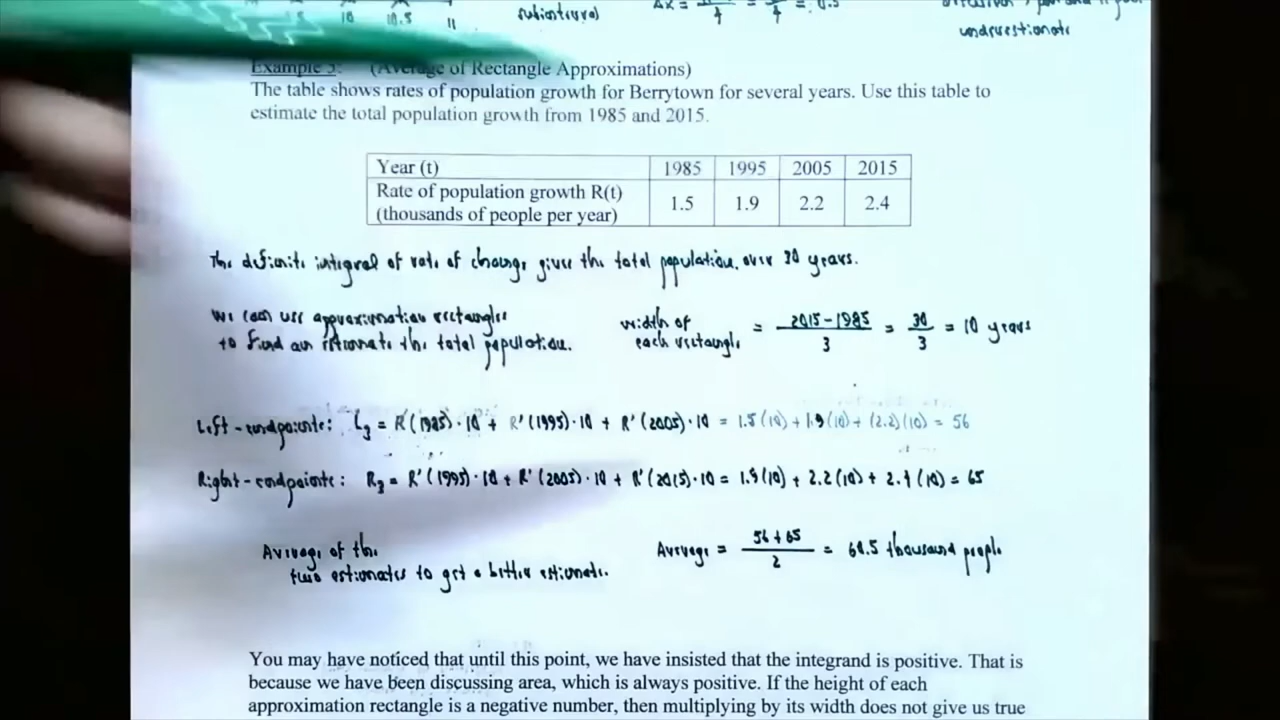 10 10.5 11 subinterval Δx = = = 0.5
underestimate
Example 5: (Average of Rectangle Approximations)
The table shows rates of population growth for Berrytown for several years. Use this table to
estimate the total population growth from 1985 and 2015.
Year (t) 1985 1995 2005 2015
Rate of population growth R(t)
(thousands of people per year) 1.5 1.9 2.2 2.4
The definite integral of rate of change gives the total population over 30 years.
We can use approximation rectangles
to find an estimate the total population.
width of
each rectangle = 2015-1985 / 3 = 30 / 3 = 10 years
Left-endpoints: L3 = R'(1985)·10 + R'(1995)·10 + R'(2005)·10 = 1.5(10) + 1.9(10) + (2.2)(10) = 56
Right-endpoints: R3 = R'(1995)·10 + R'(2005)·10 + R'(2015)·10 = 1.9(10) + 2.2(10) + 2.4(10) = 65
Average of the
two estimates to get a better estimate.
Average = 56+65 / 2 = 60.5 thousand people
You may have noticed that until this point, we have insisted that the integrand is positive. That is
because we have been discussing area, which is always positive. If the height of each
approximation rectangle is a negative number, then multiplying by its width does not give us true